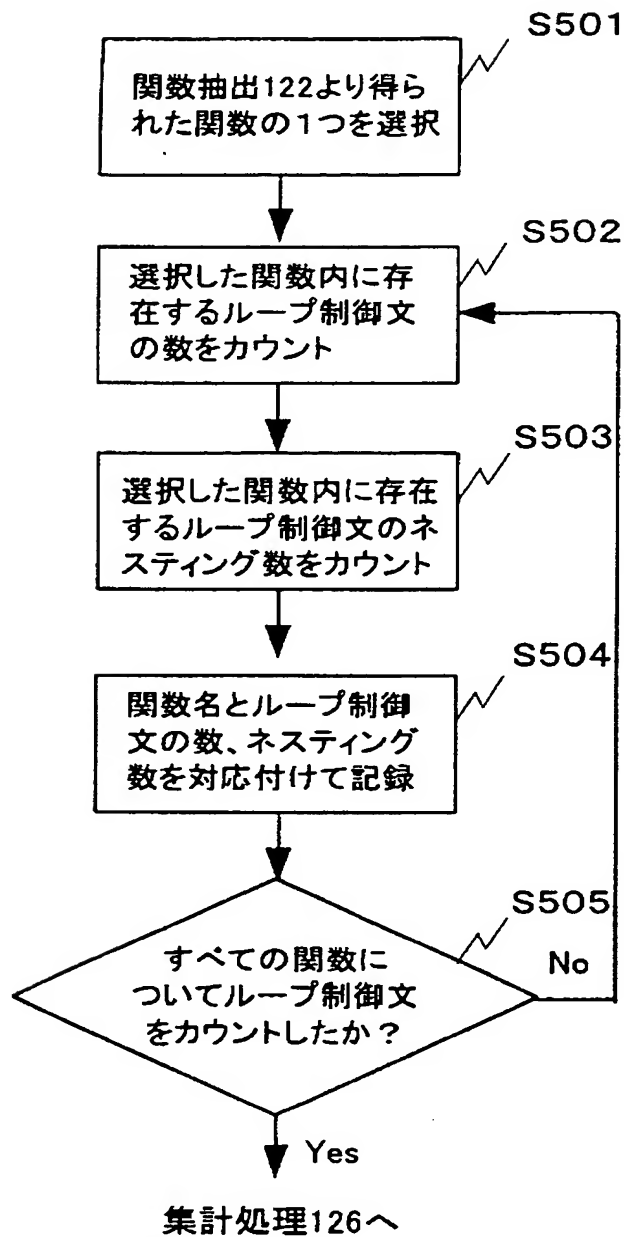 S501
関数抽出122より得ら
れた関数の1つを選択
S502
選択した関数内に存
在するループ制御文
の数をカウント
S503
選択した関数内に存在
するループ制御文のネ
スティング数をカウント
S504
関数名とループ制御
文の数、ネスティング
数を対応付けて記録
S505
すべての関数に
ついてループ制御文
をカウントしたか？
No
Yes
集計処理126へ